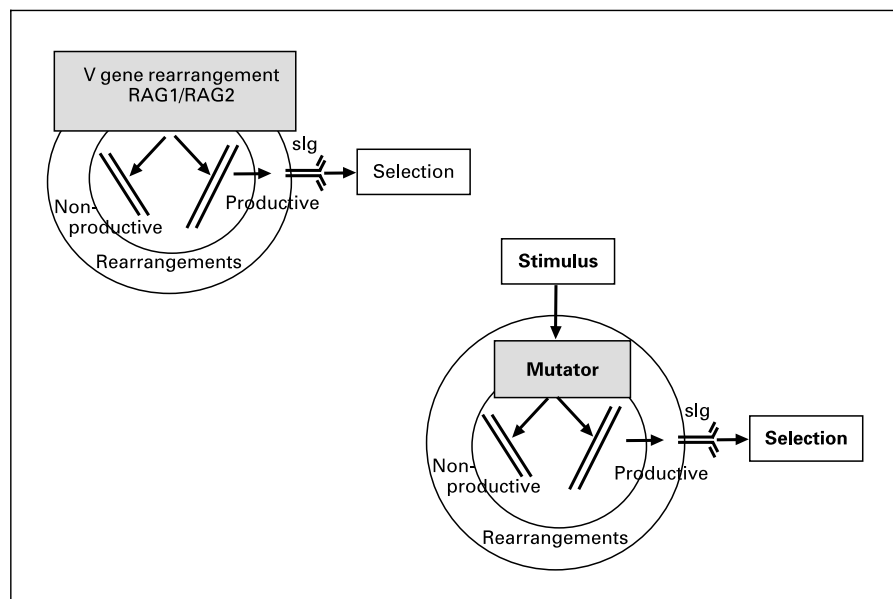 V gene rearrangement
RAG1/RAG2
sIg
Selection
Non-
productive
Productive
Rearrangements
Stimulus
Mutator
sIg
Selection
Non-
productive
Productive
Rearrangements